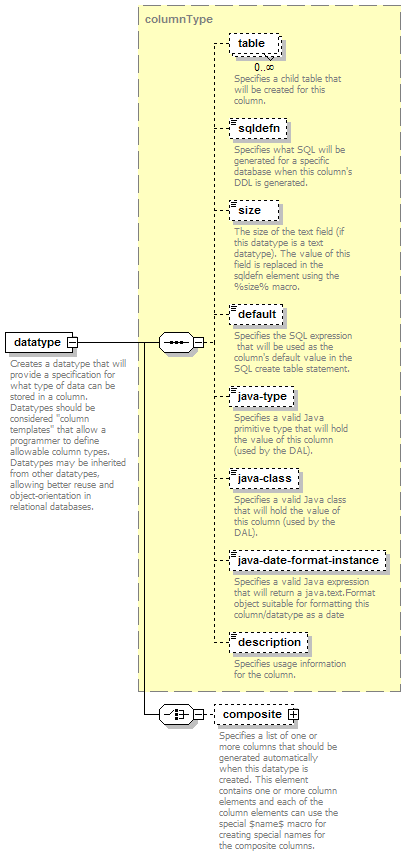 columnType
table
0..∞
Specifies a child table that
will be created for this
column.
sqldefn
Specifies what SQL will be
generated for a specific
database when this column's
DDL is generated.
size
The size of the text field (if
this datatype is a text
datatype). The value of this
field is replaced in the
sqldefn element using the
%size% macro.
default
Specifies the SQL expression
that will be used as the
column's default value in the
SQL create table statement.
datatype
Creates a datatype that will
provide a specification for
what type of data can be
stored in a column.
Datatypes should be
considered "column
templates" that allow a
programmer to define
allowable column types.
Datatypes may be inherited
from other datatypes,
allowing better reuse and
object-orientation in
relational databases.
java-type
Specifies a valid Java
primitive type that will hold
the value of this column
(used by the DAL).
java-class
Specifies a valid Java class
that will hold the value of
this column (used by the
DAL).
java-date-format-instance
Specifies a valid Java expression
that will return a java.text.Format
object suitable for formatting this
column/datatype as a date
description
Specifies usage information
for the column.
composite
Specifies a list of one or
more columns that should be
generated automatically
when this datatype is
created. This element
contains one or more column
elements and each of the
column elements can use the
special $name$ macro for
creating special names for
the composite columns.